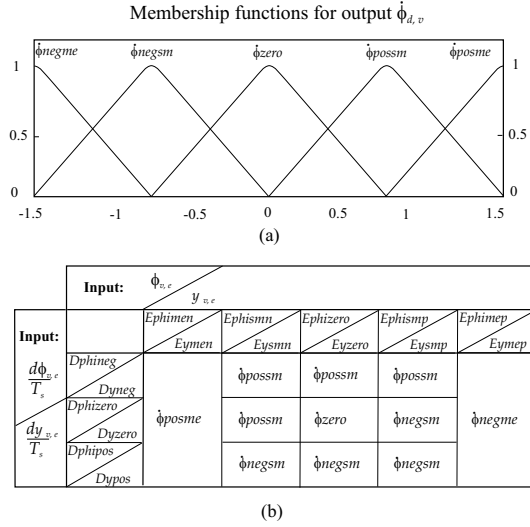 Membership functions for output ϕ̇d, v
ϕ̇negme ϕ̇negsm ϕ̇zero ϕ̇possm ϕ̇posme
1 1
0.5 0.5
0 0
-1.5 -1 -0.5 0 0.5 1 1.5
(a)
Input: ϕv, e
y v, e
Input: Ephimen Ephismn Ephizero Ephismp Ephimep
Eymen Eysmn Eyzero Eysmp Eymep
dϕv, e
Ts
dyv, e
Ts
Dphineg
Dyneg
ϕ̇possm ϕ̇possm ϕ̇possm
Dphizero
Dyzero
ϕ̇posme ϕ̇possm ϕ̇zero ϕ̇negsm ϕ̇negme
Dphipos
Dypos
ϕ̇negsm ϕ̇negsm ϕ̇negsm
(b)